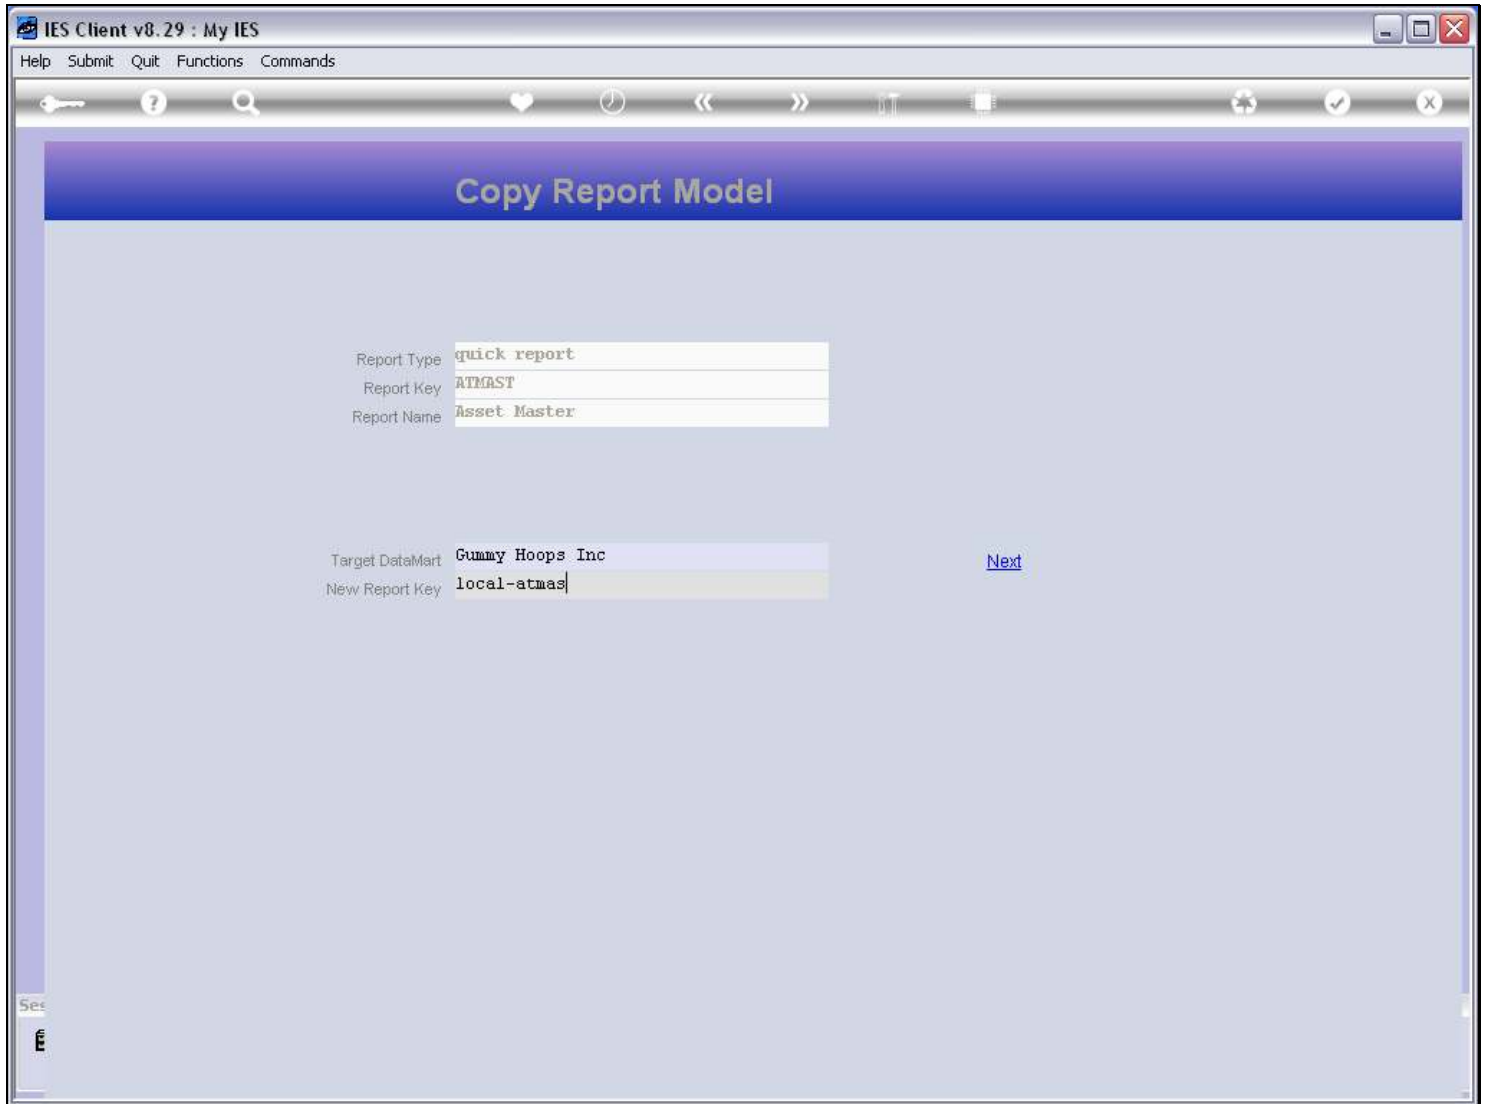 IES Client v8.29 : My IES
Help Submit Quit Functions Commands
Copy Report Model
Report Type quick report
Report Key ATMAST
Report Name Asset Master
Target DataMart Gummy Hoops Inc Next
New Report Key local-atmas
Ses